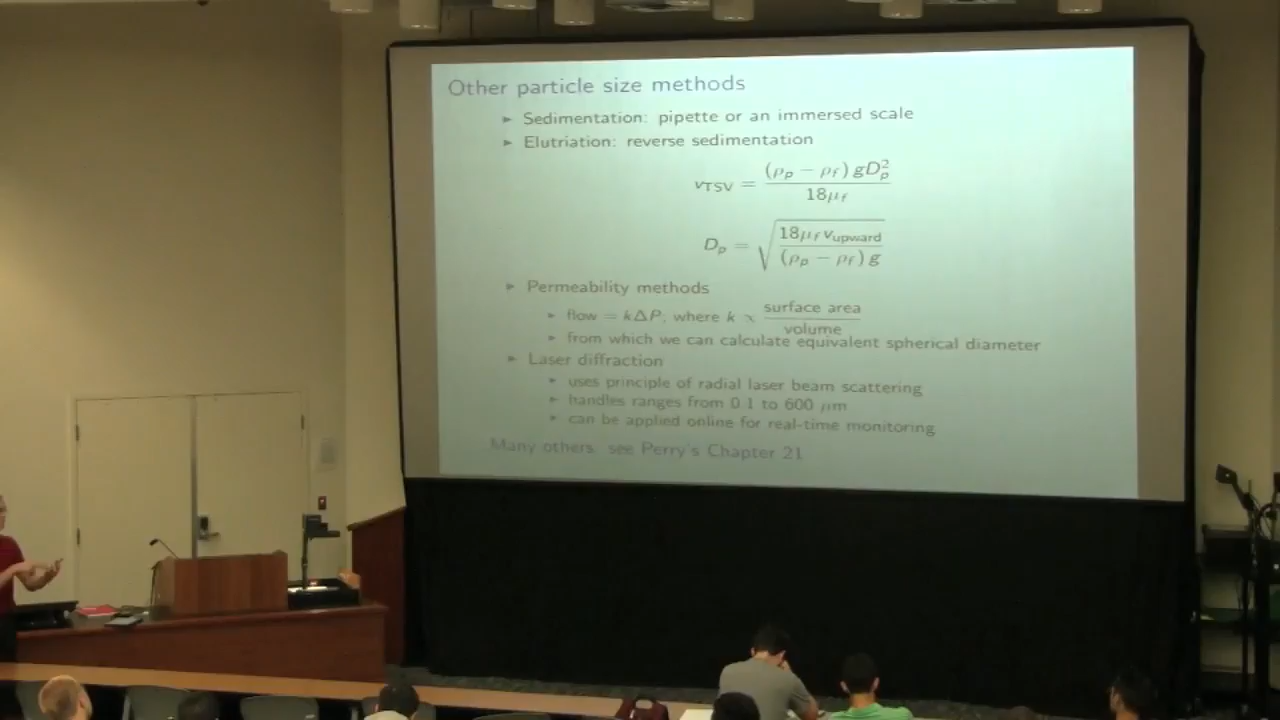 Other particle size methods
► Sedimentation: pipette or an immersed scale
► Elutriation: reverse sedimentation
v_TSV = (ρ_p − ρ_f) gD_p^2 / 18μ_f
D_p = √(18μ_f v_upward / (ρ_p − ρ_f) g)
► Permeability methods
► flow = kΔP; where k ∝ surface area / volume
► from which we can calculate equivalent spherical diameter
► Laser diffraction
► uses principle of radial laser beam scattering
► handles ranges from 0.1 to 600 μm
► can be applied online for real-time monitoring
Many others: see Perry's Chapter 21